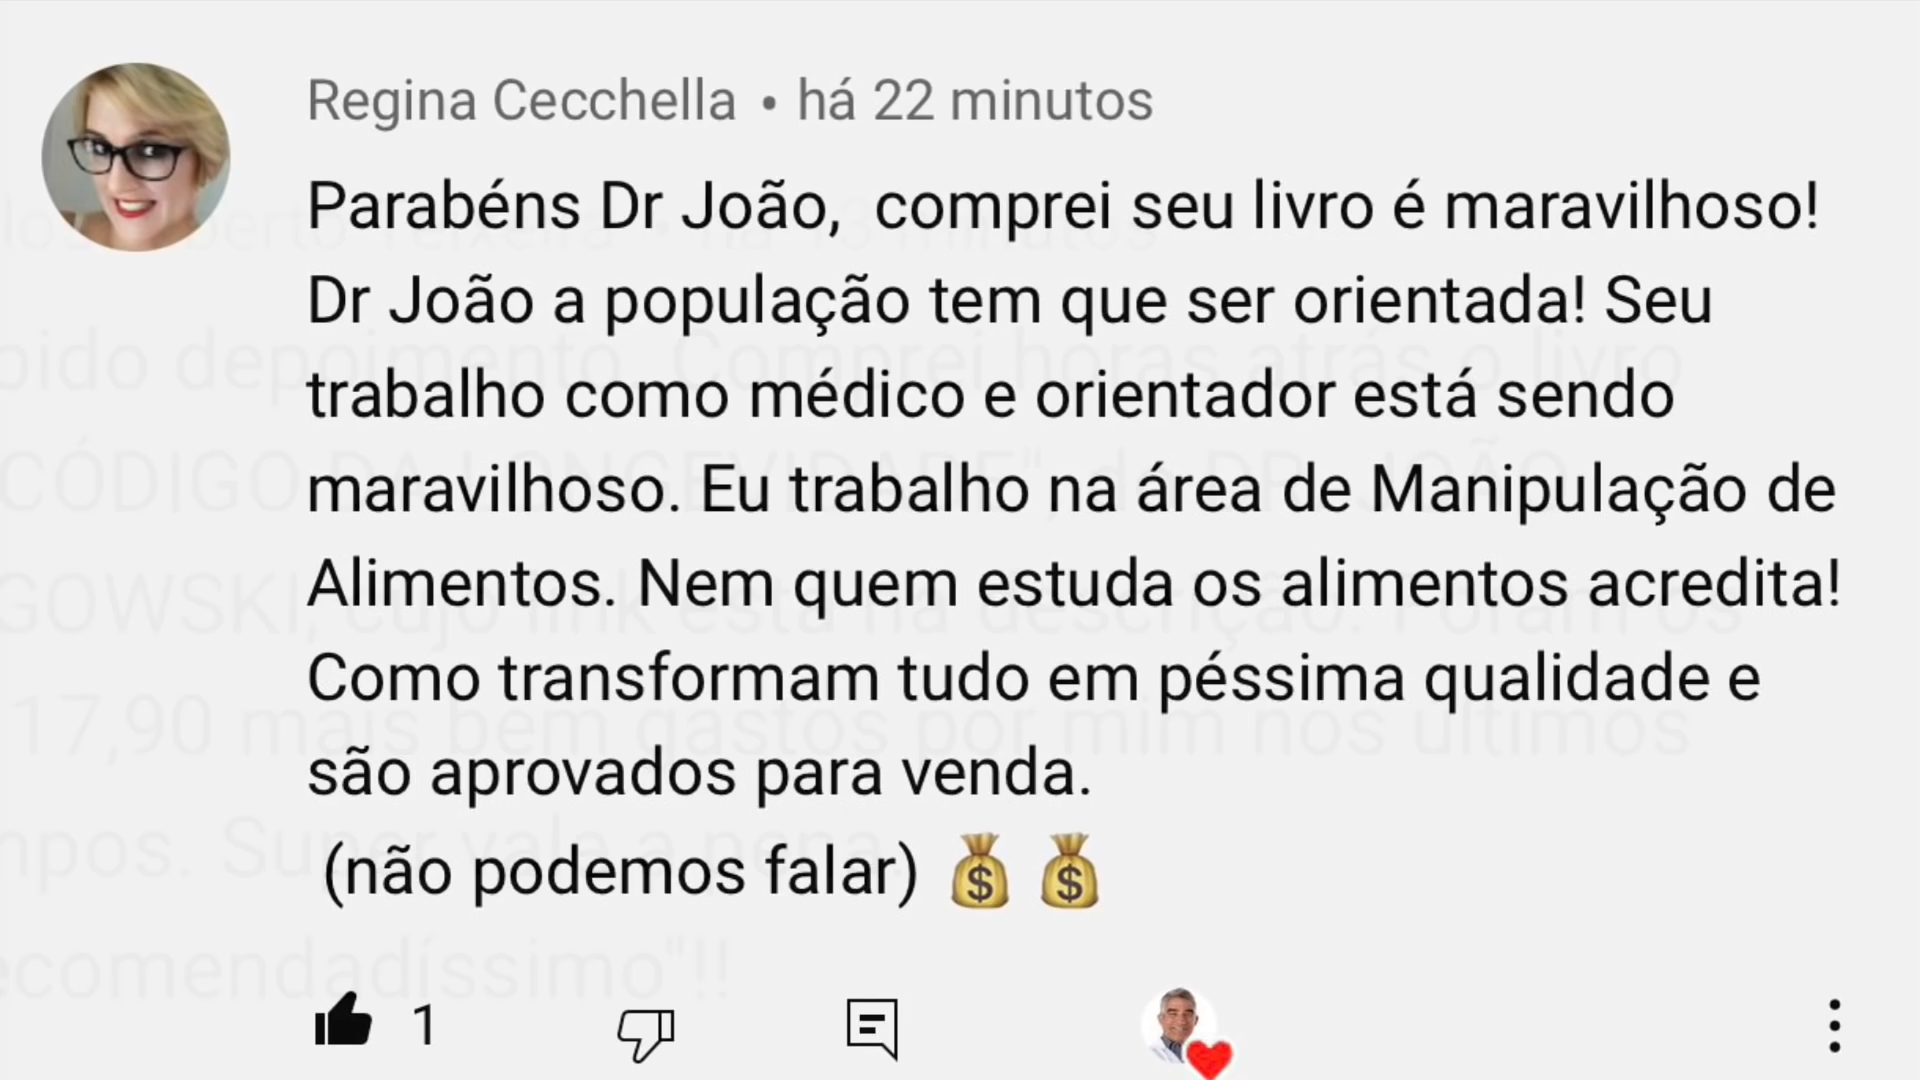 Regina Cecchella • há 22 minutos
Parabéns Dr João,  comprei seu livro é maravilhoso!
Dr João a população tem que ser orientada! Seu
trabalho como médico e orientador está sendo
maravilhoso. Eu trabalho na área de Manipulação de
Alimentos. Nem quem estuda os alimentos acredita!
Como transformam tudo em péssima qualidade e
são aprovados para venda.
(não podemos falar) 💰 💰
1